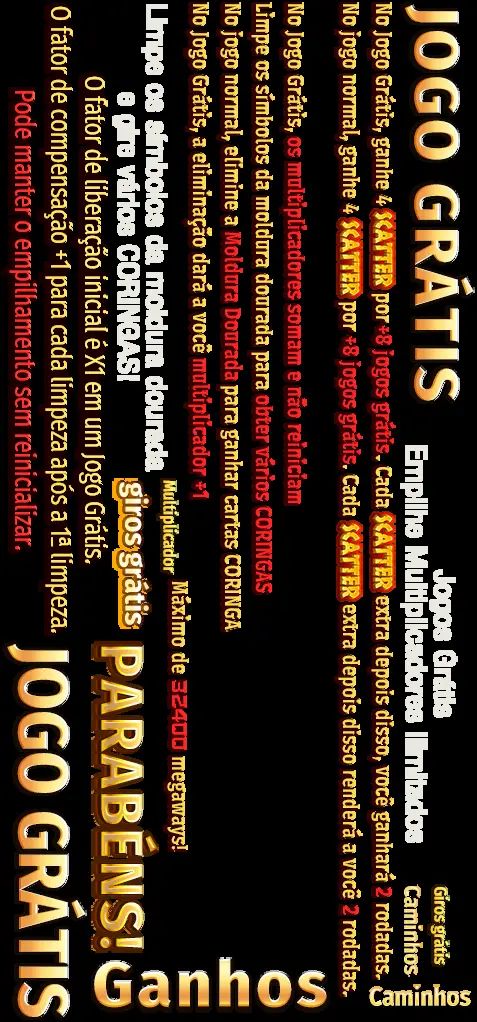 JOGO GRÁTIS
Jogos Grátis
Empilhe Multiplicadores Ilimitados
Giros grátis
Caminhos
Caminhos
No Jogo Grátis, ganhe 4 SCATTER por +8 jogos grátis. Cada SCATTER extra depois disso, você ganhará 2 rodadas.
No jogo normal, ganhe 4 SCATTER por +8 jogos grátis. Cada SCATTER extra depois disso renderá a você 2 rodadas.
No Jogo Grátis, os multiplicadores somam e não reiniciam
Limpe os símbolos da moldura dourada para obter vários CORINGAS
No jogo normal, elimine a Moldura Dourada para ganhar cartas CORINGA
No Jogo Grátis, a eliminação dará a você multiplicador +1
Multiplicador
Máximo de 32400 megaways!
Limpe os símbolos da moldura dourada
e gire vários CORINGAS!
giros grátis
PARABÉNS!
O fator de liberação inicial é X1 em um Jogo Grátis.
O fator de compensação +1 para cada limpeza após a 1ª limpeza.
Pode manter o empilhamento sem reinicializar.
JOGO GRÁTIS
Ganhos